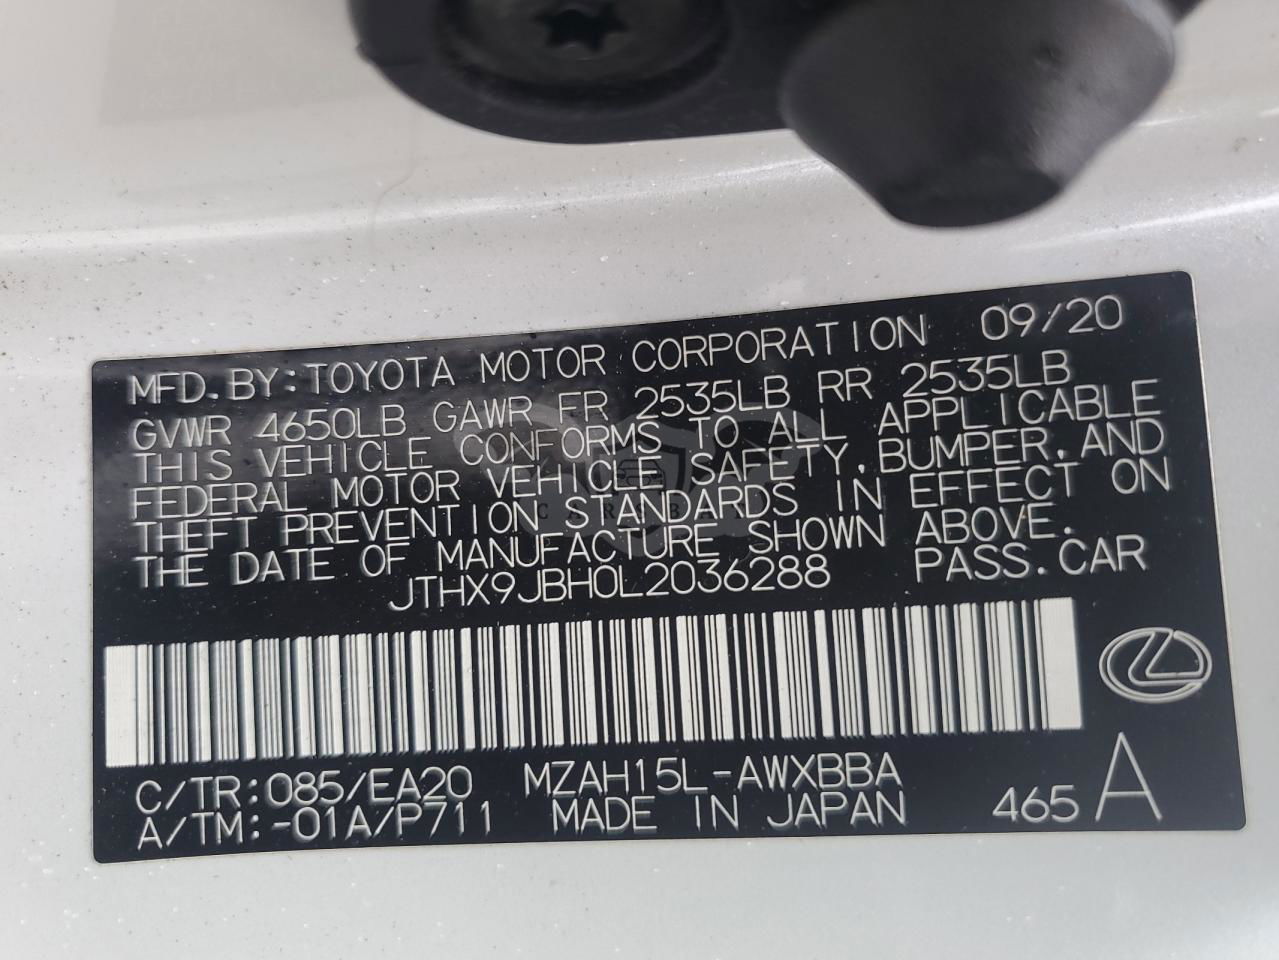 MFD.BY:TOYOTA MOTOR CORPORATION 09/20
GVWR 4650LB GAWR FR 2535LB RR 2535LB
THIS VEHICLE CONFORMS TO ALL APPLICABLE
FEDERAL MOTOR VEHICLE SAFETY,BUMPER,AND
THEFT PREVENTION STANDARDS IN EFFECT ON
THE DATE OF MANUFACTURE SHOWN ABOVE.
JTHX9JBH0L2036288 PASS.CAR
C/TR:085/EA20 MZAH15L-AWXBBA
A/TM:-01A/P711 MADE IN JAPAN 465 A